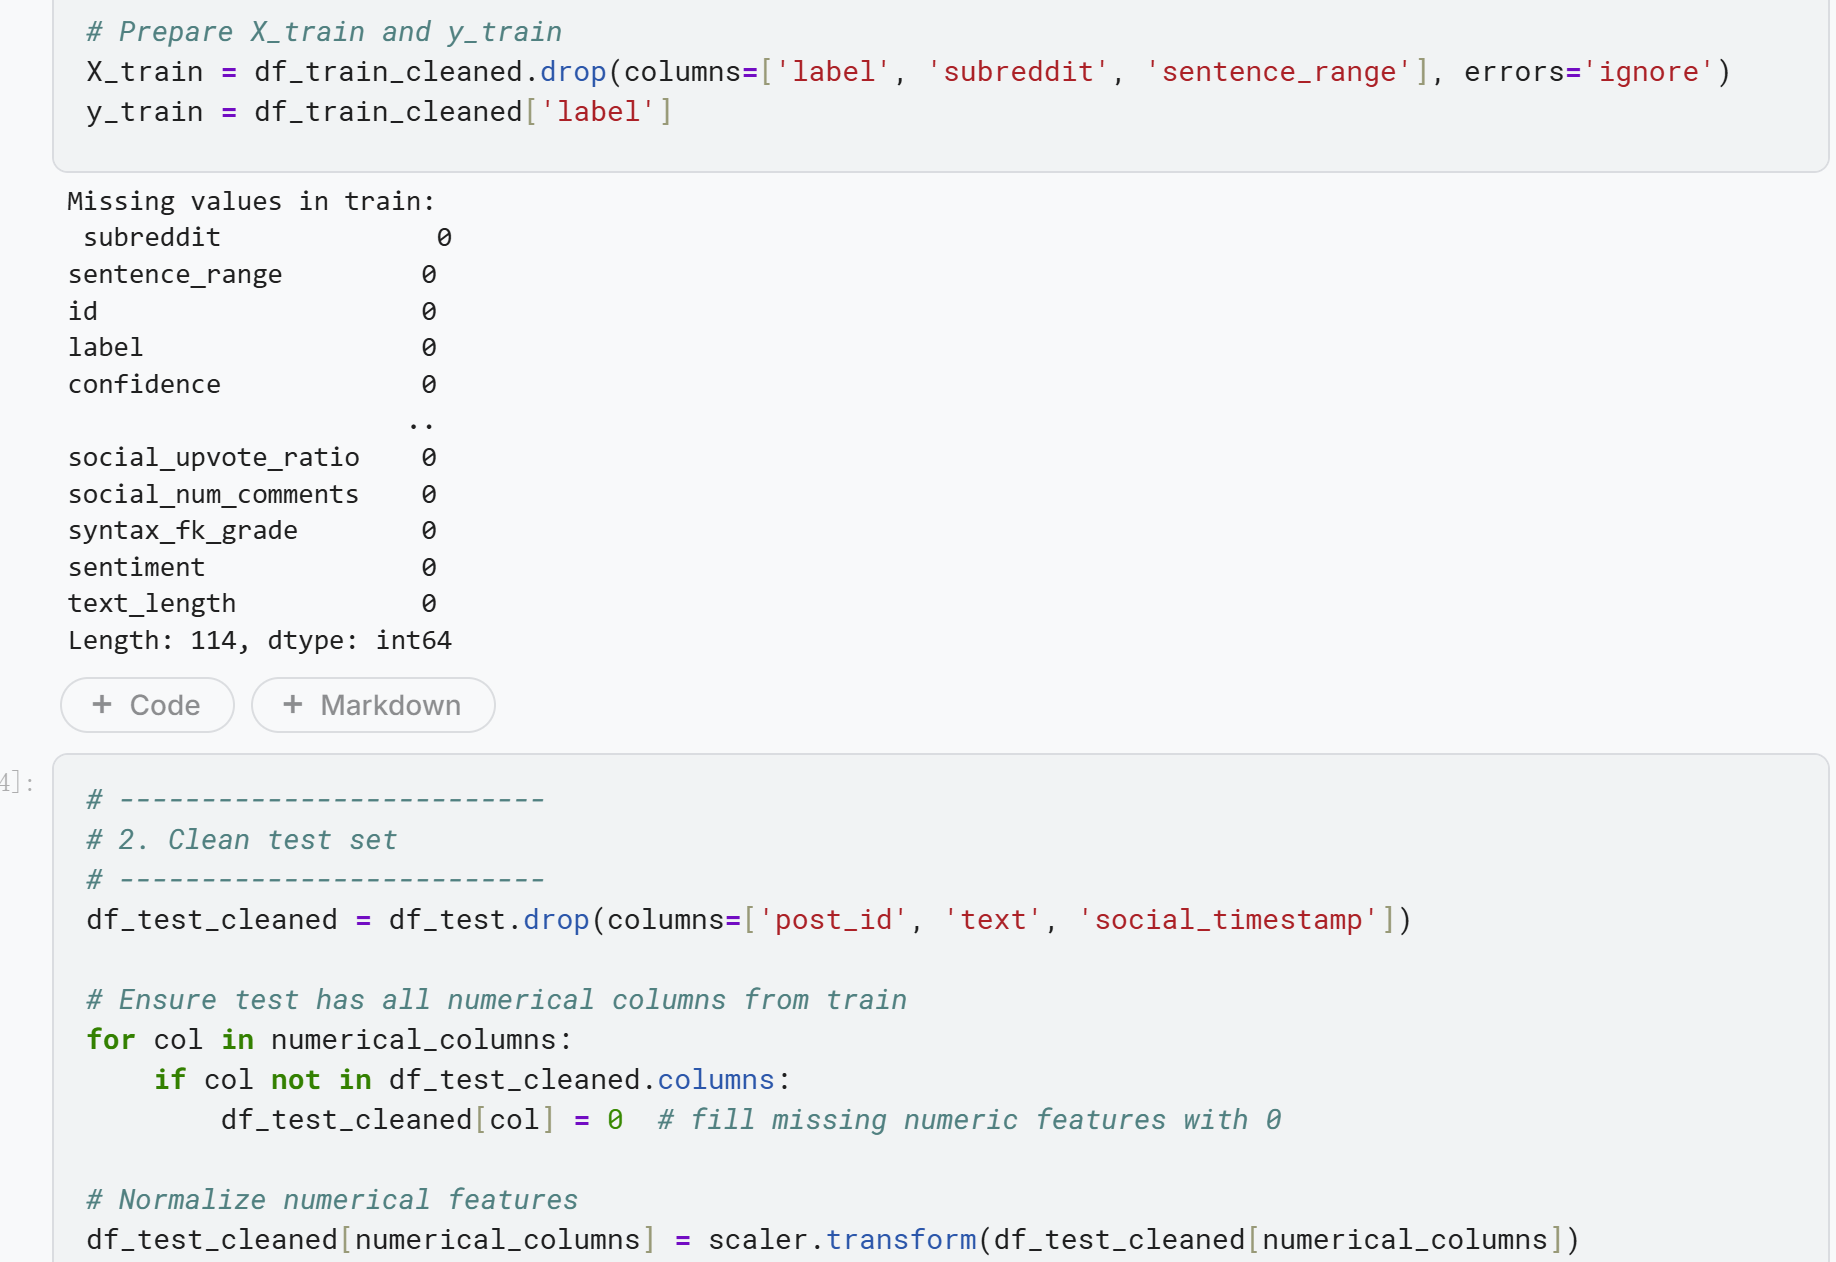 # Prepare X_train and y_train
X_train = df_train_cleaned.drop(columns=['label', 'subreddit', 'sentence_range'], errors='ignore')
y_train = df_train_cleaned['label']
Missing values in train:
 subreddit              0
sentence_range         0
id                     0
label                  0
confidence             0
                      ..
social_upvote_ratio    0
social_num_comments    0
syntax_fk_grade        0
sentiment              0
text_length            0
Length: 114, dtype: int64
+ Code + Markdown
4]:
# --------------------------
# 2. Clean test set
# --------------------------
df_test_cleaned = df_test.drop(columns=['post_id', 'text', 'social_timestamp'])
# Ensure test has all numerical columns from train
for col in numerical_columns:
    if col not in df_test_cleaned.columns:
        df_test_cleaned[col] = 0  # fill missing numeric features with 0
# Normalize numerical features
df_test_cleaned[numerical_columns] = scaler.transform(df_test_cleaned[numerical_columns])